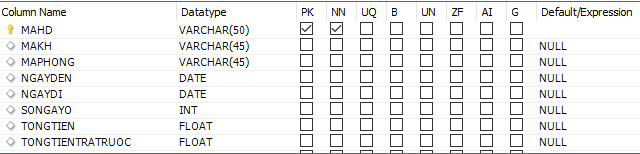 Column Name Datatype PK NN UQ B UN ZF AI G Default/Expression
MAHD VARCHAR(50)
MAKH VARCHAR(45) NULL
MAPHONG VARCHAR(45) NULL
NGAYDEN DATE NULL
NGAYDI DATE NULL
SONGAYO INT NULL
TONGTIEN FLOAT NULL
TONGTIENTRATRUOC FLOAT NULL